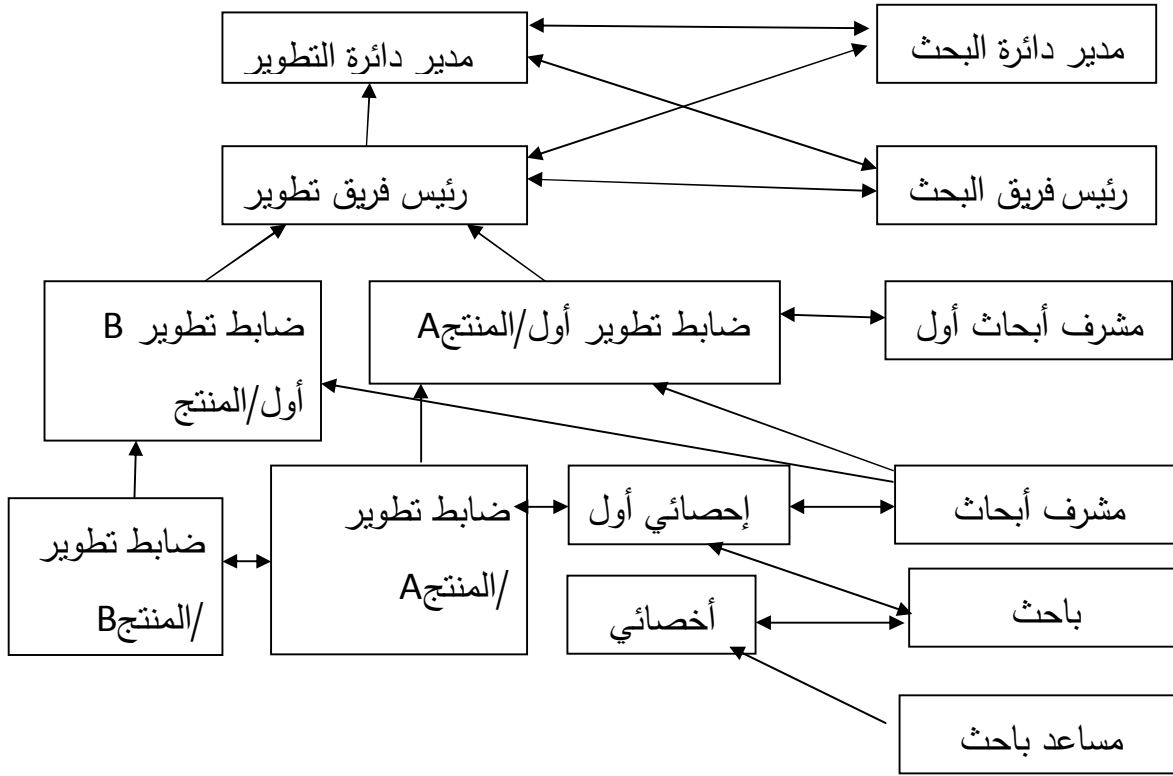 مدير دائرة البحث
مدير دائرة التطوير
رئيس فريق البحث
رئيس فريق تطوير
مشرف أبحاث أول
ضابط تطوير أول/المنتجA
ضابط تطوير B
أول/المنتج
مشرف أبحاث
إحصائي أول
ضابط تطوير
/المنتجA
ضابط تطوير
/المنتجB
باحث
أخصائي
مساعد باحث